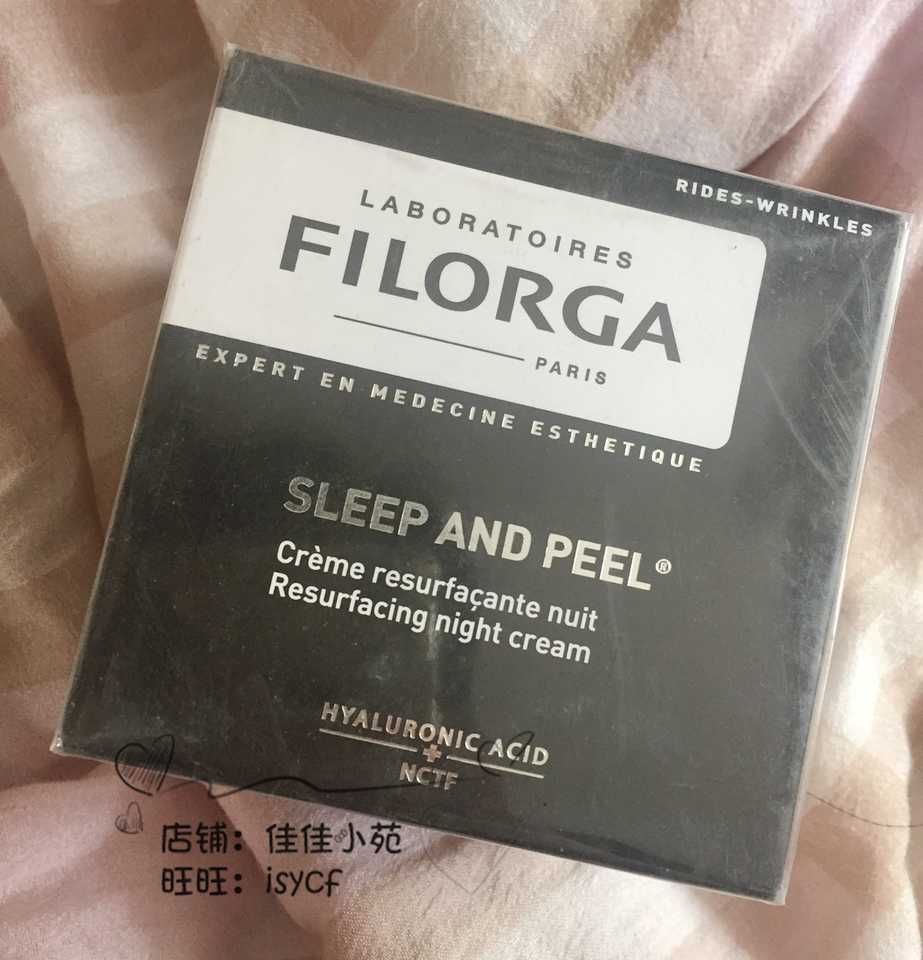 RIDES-WRINKLES
LABORATOIRES
FILORGA
PARIS
EXPERT EN MEDECINE ESTHETIQUE
SLEEP AND PEEL®
Crème resurfaçante nuit
Resurfacing night cream
HYALURONIC ACID
+
NCTF
店铺：佳佳小苑
旺旺：isycf